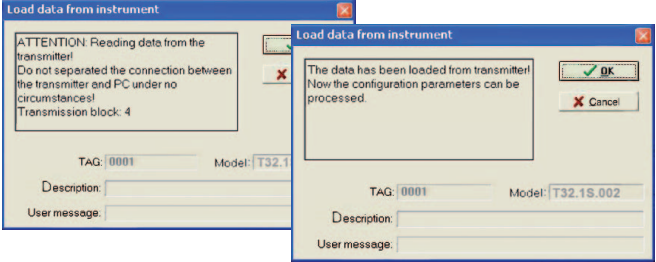 Load data from instrument
ATTENTION: Reading data from the
transmitter!
Do not separated the connection between
the transmitter and PC under no
circumstances!
Transmission block: 4
TAG: 0001 Model: T32.1
Description:
User message:
Load data from instrument
The data has been loaded from transmitter!
Now the configuration parameters can be
processed.
OK
Cancel
TAG: 0001 Model: T32.1S.002
Description:
User message: